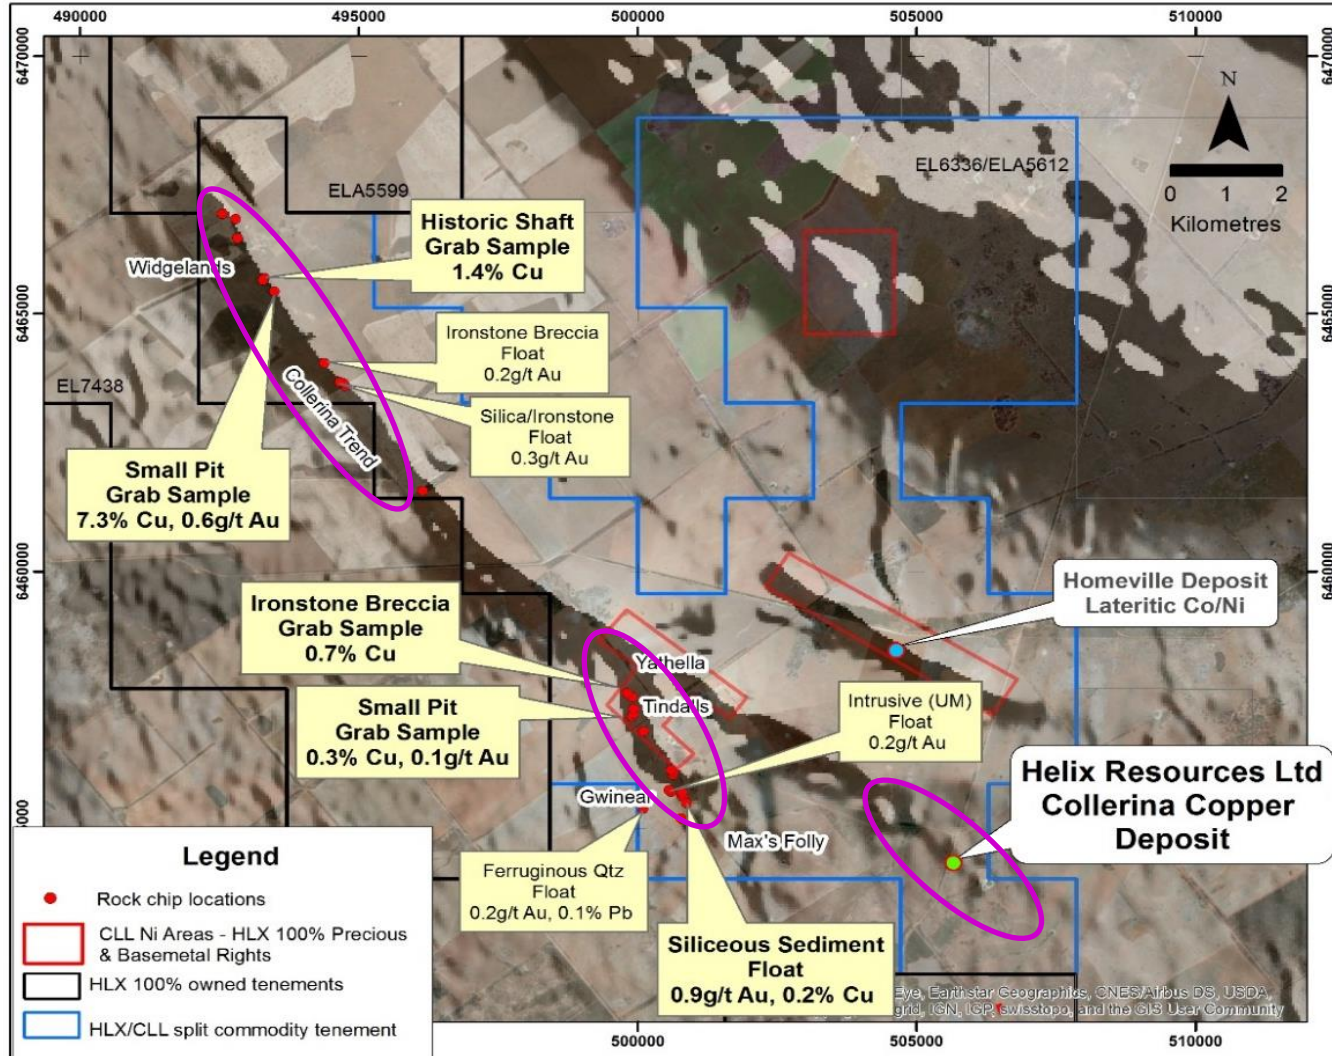 490000
495000
500000
505000
510000
6470000
6470000
N
0 1 2
Kilometres
EL6336/ELA5612
ELA5599
Historic Shaft
Grab Sample
1.4% Cu
Widgelands
6465000
6465000
Ironstone Breccia
Float
0.2g/t Au
EL7438
Collerina Trend
Silica/Ironstone
Float
0.3g/t Au
Small Pit
Grab Sample
7.3% Cu, 0.6g/t Au
6460000
6460000
Homeville Deposit
Lateritic Co/Ni
Ironstone Breccia
Grab Sample
0.7% Cu
Yathella
Tindalls
Small Pit
Grab Sample
0.3% Cu, 0.1g/t Au
Intrusive (UM)
Float
0.2g/t Au
Helix Resources Ltd
Collerina Copper
Deposit
Gwinear
Max's Folly
Ferruginous Qtz
Float
0.2g/t Au, 0.1% Pb
Siliceous Sediment
Float
0.9g/t Au, 0.2% Cu
Legend
Rock chip locations
CLL Ni Areas - HLX 100% Precious
& Basemetal Rights
HLX 100% owned tenements
HLX/CLL split commodity tenement
Eye, Earthstar Geographics, CNES/Airbus DS, USDA,
grid, IGN, IGP, swisstopo, and the GIS User Community
500000
505000
510000